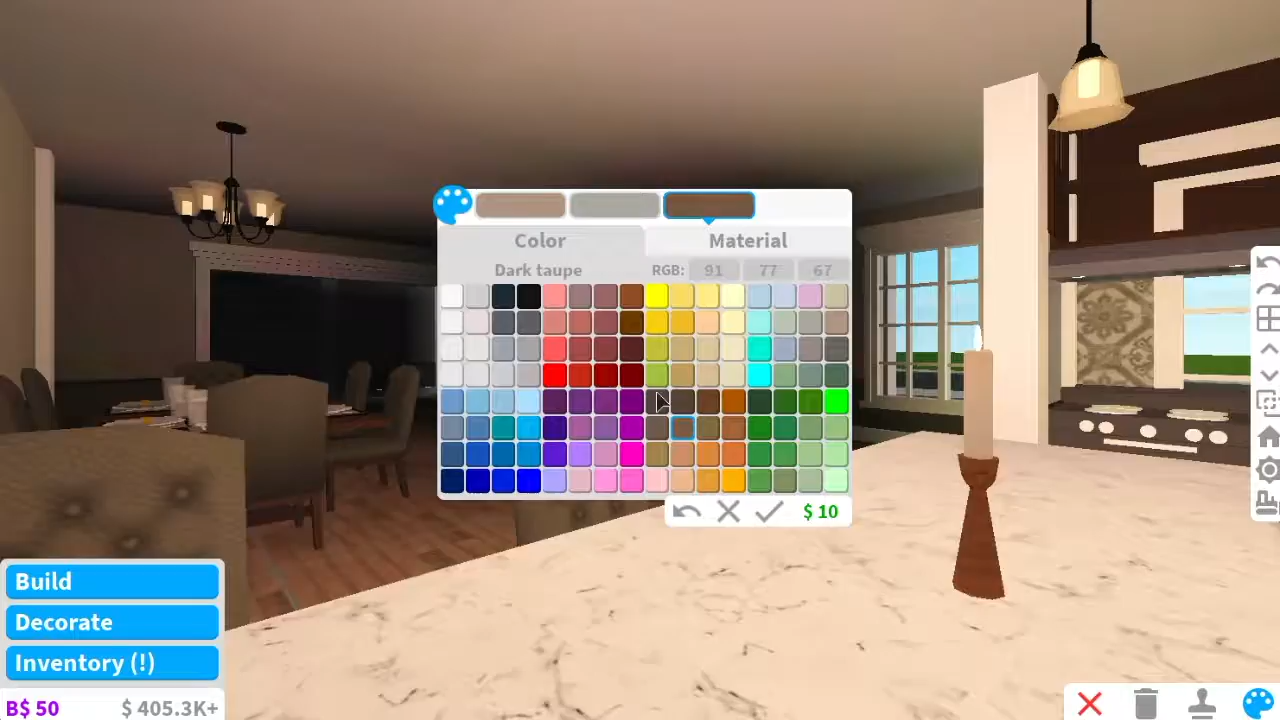 Color
Material
Dark taupe
RGB: 91 77 67
$ 10
Build
Decorate
Inventory (!)
B$ 50
$ 405.3K+